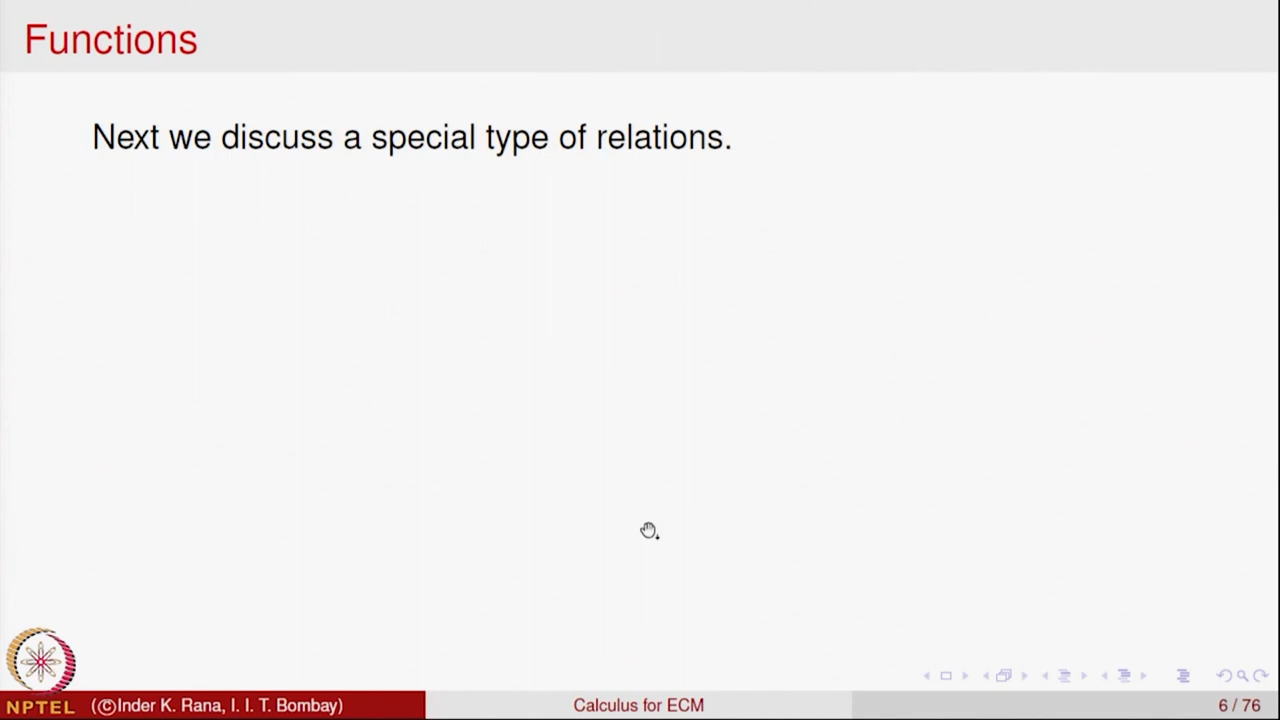 Functions
Next we discuss a special type of relations.
NPTEL
(©Inder K. Rana, I. I. T. Bombay)
Calculus for ECM
6 / 76